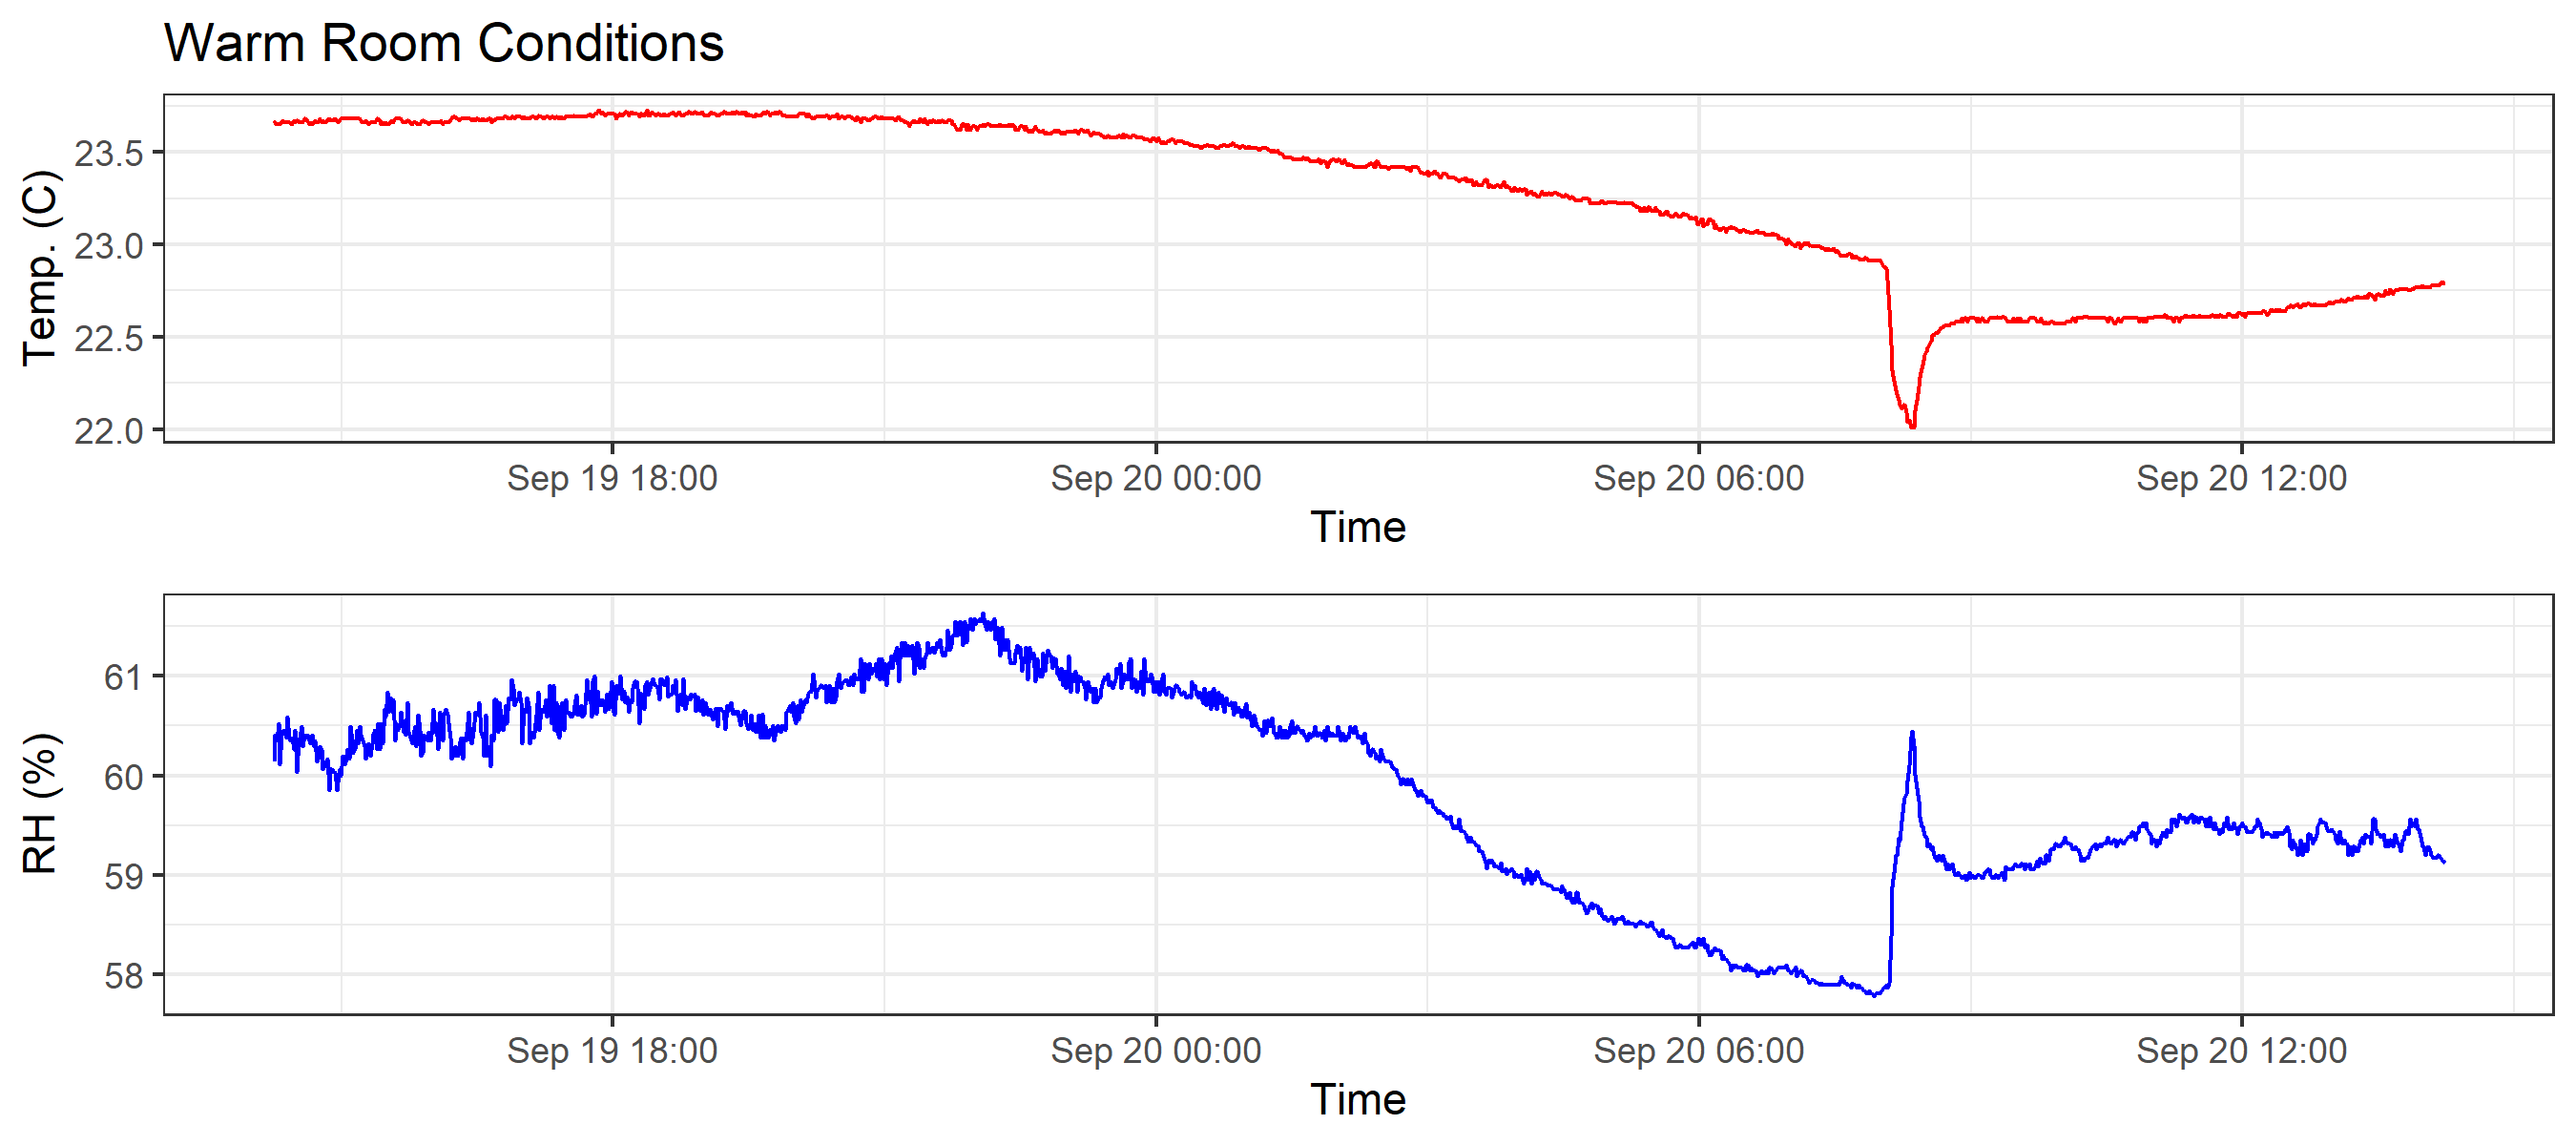 Warm Room Conditions
Temp. (C)
23.5
23.0
22.5
22.0
Sep 19 18:00 Sep 20 00:00 Sep 20 06:00 Sep 20 12:00
Time
RH (%)
61
60
59
58
Sep 19 18:00 Sep 20 00:00 Sep 20 06:00 Sep 20 12:00
Time